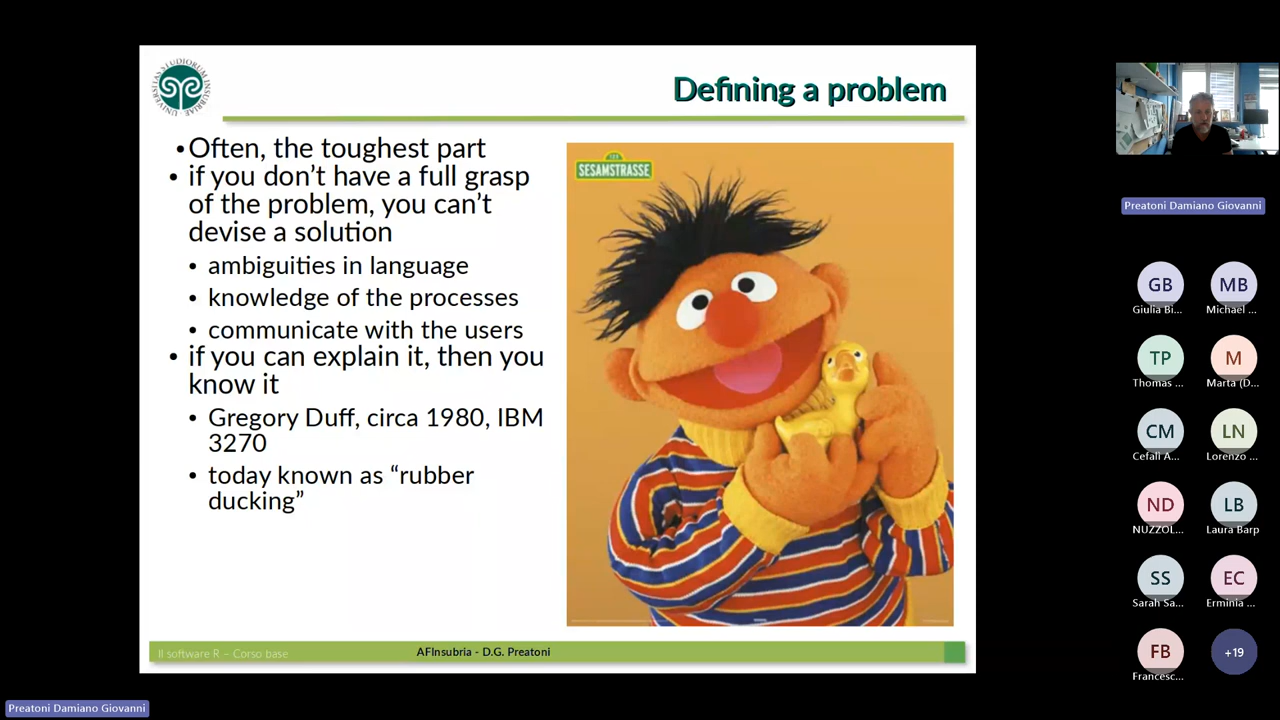 Defining a problem
•Often, the toughest part
• if you don't have a full grasp
of the problem, you can't
devise a solution
• ambiguities in language
• knowledge of the processes
• communicate with the users
• if you can explain it, then you
know it
• Gregory Duff, circa 1980, IBM
3270
• today known as “rubber
ducking”
SESAMSTRASSE
Il software R – Corso base
AFInsubria - D.G. Preatoni
Preatoni Damiano Giovanni
GB
Giulia Bi...
MB
Michael ...
TP
Thomas ...
M
Marta (D...
CM
Cefalì A...
LN
Lorenzo ...
ND
NUZZOL...
LB
Laura Barp
SS
Sarah Sa...
EC
Erminia ...
FB
Francesc...
+19
Preatoni Damiano Giovanni